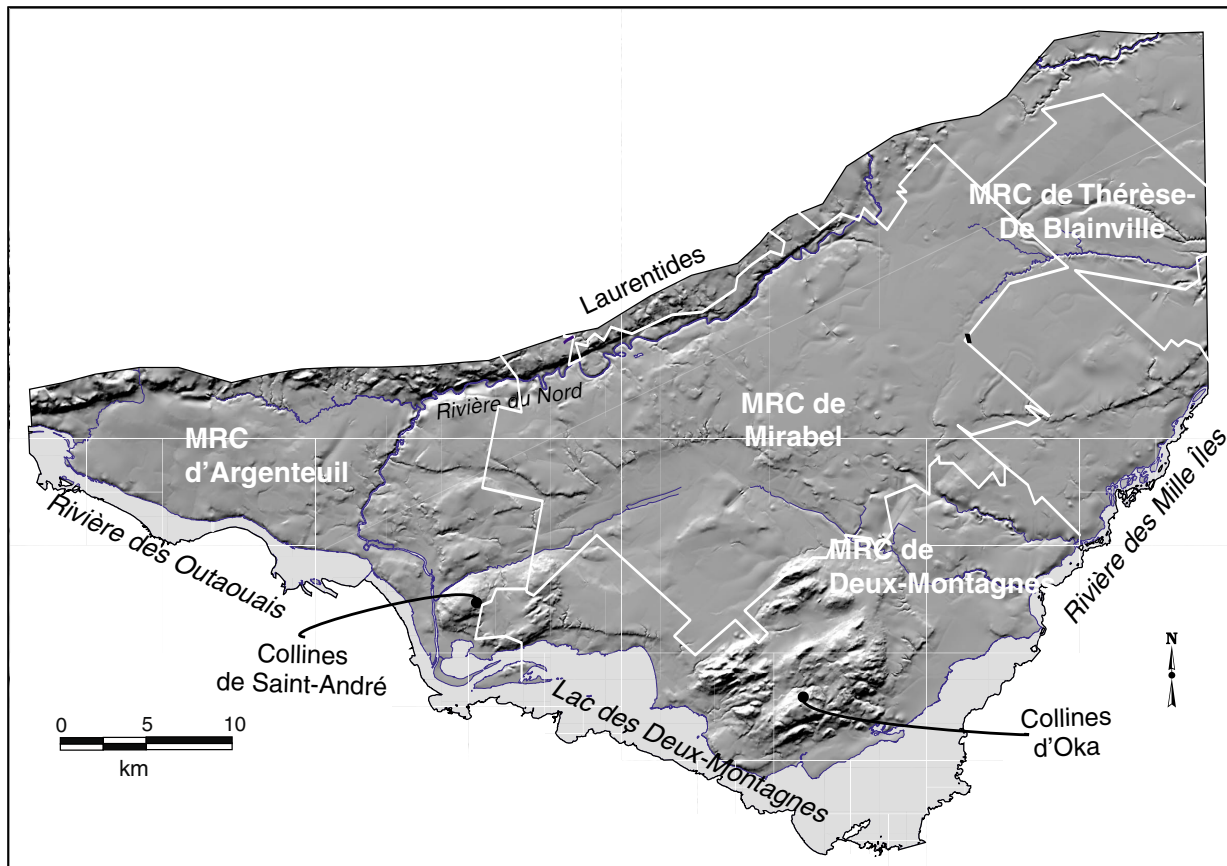 MRC de Thérèse-
De Blainville
Laurentides
Rivière du Nord
MRC de
Mirabel
MRC
d'Argenteuil
Rivière des Outaouais
Rivière des Mille Îles
MRC de
Deux-Montagnes
Collines
de Saint-André
Lac des Deux-Montagnes
Collines
d'Oka
N
0 5 10
km